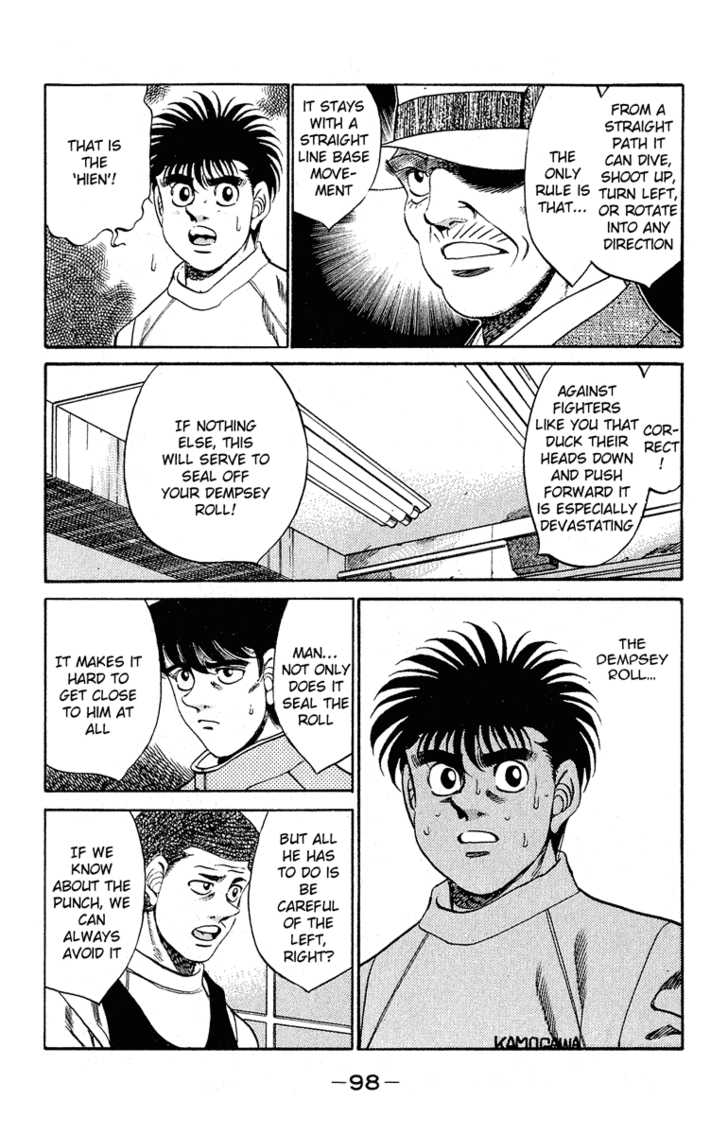 FROM A
STRAIGHT
PATH IT
CAN DIVE,
SHOOT UP,
TURN LEFT,
OR ROTATE
INTO ANY
DIRECTION
THE
ONLY
RULE IS
THAT...
IT STAYS
WITH A
STRAIGHT
LINE BASE
MOVE-
MENT
THAT IS
THE
'HIEN'!
COR-
RECT
!
AGAINST
FIGHTERS
LIKE YOU THAT
DUCK THEIR
HEADS DOWN
AND PUSH
FORWARD IT
IS ESPECIALLY
DEVASTATING
IF NOTHING
ELSE, THIS
WILL SERVE TO
SEAL OFF
YOUR DEMPSEY
ROLL!
THE
DEMPSEY
ROLL...
KAMOGAWA
MAN...
NOT ONLY
DOES IT
SEAL THE
ROLL
IT MAKES IT
HARD TO
GET CLOSE
TO HIM AT
ALL
BUT ALL
HE HAS
TO DO IS
BE
CAREFUL
OF THE
LEFT,
RIGHT?
IF WE
KNOW
ABOUT THE
PUNCH, WE
CAN
ALWAYS
AVOID IT
-98-